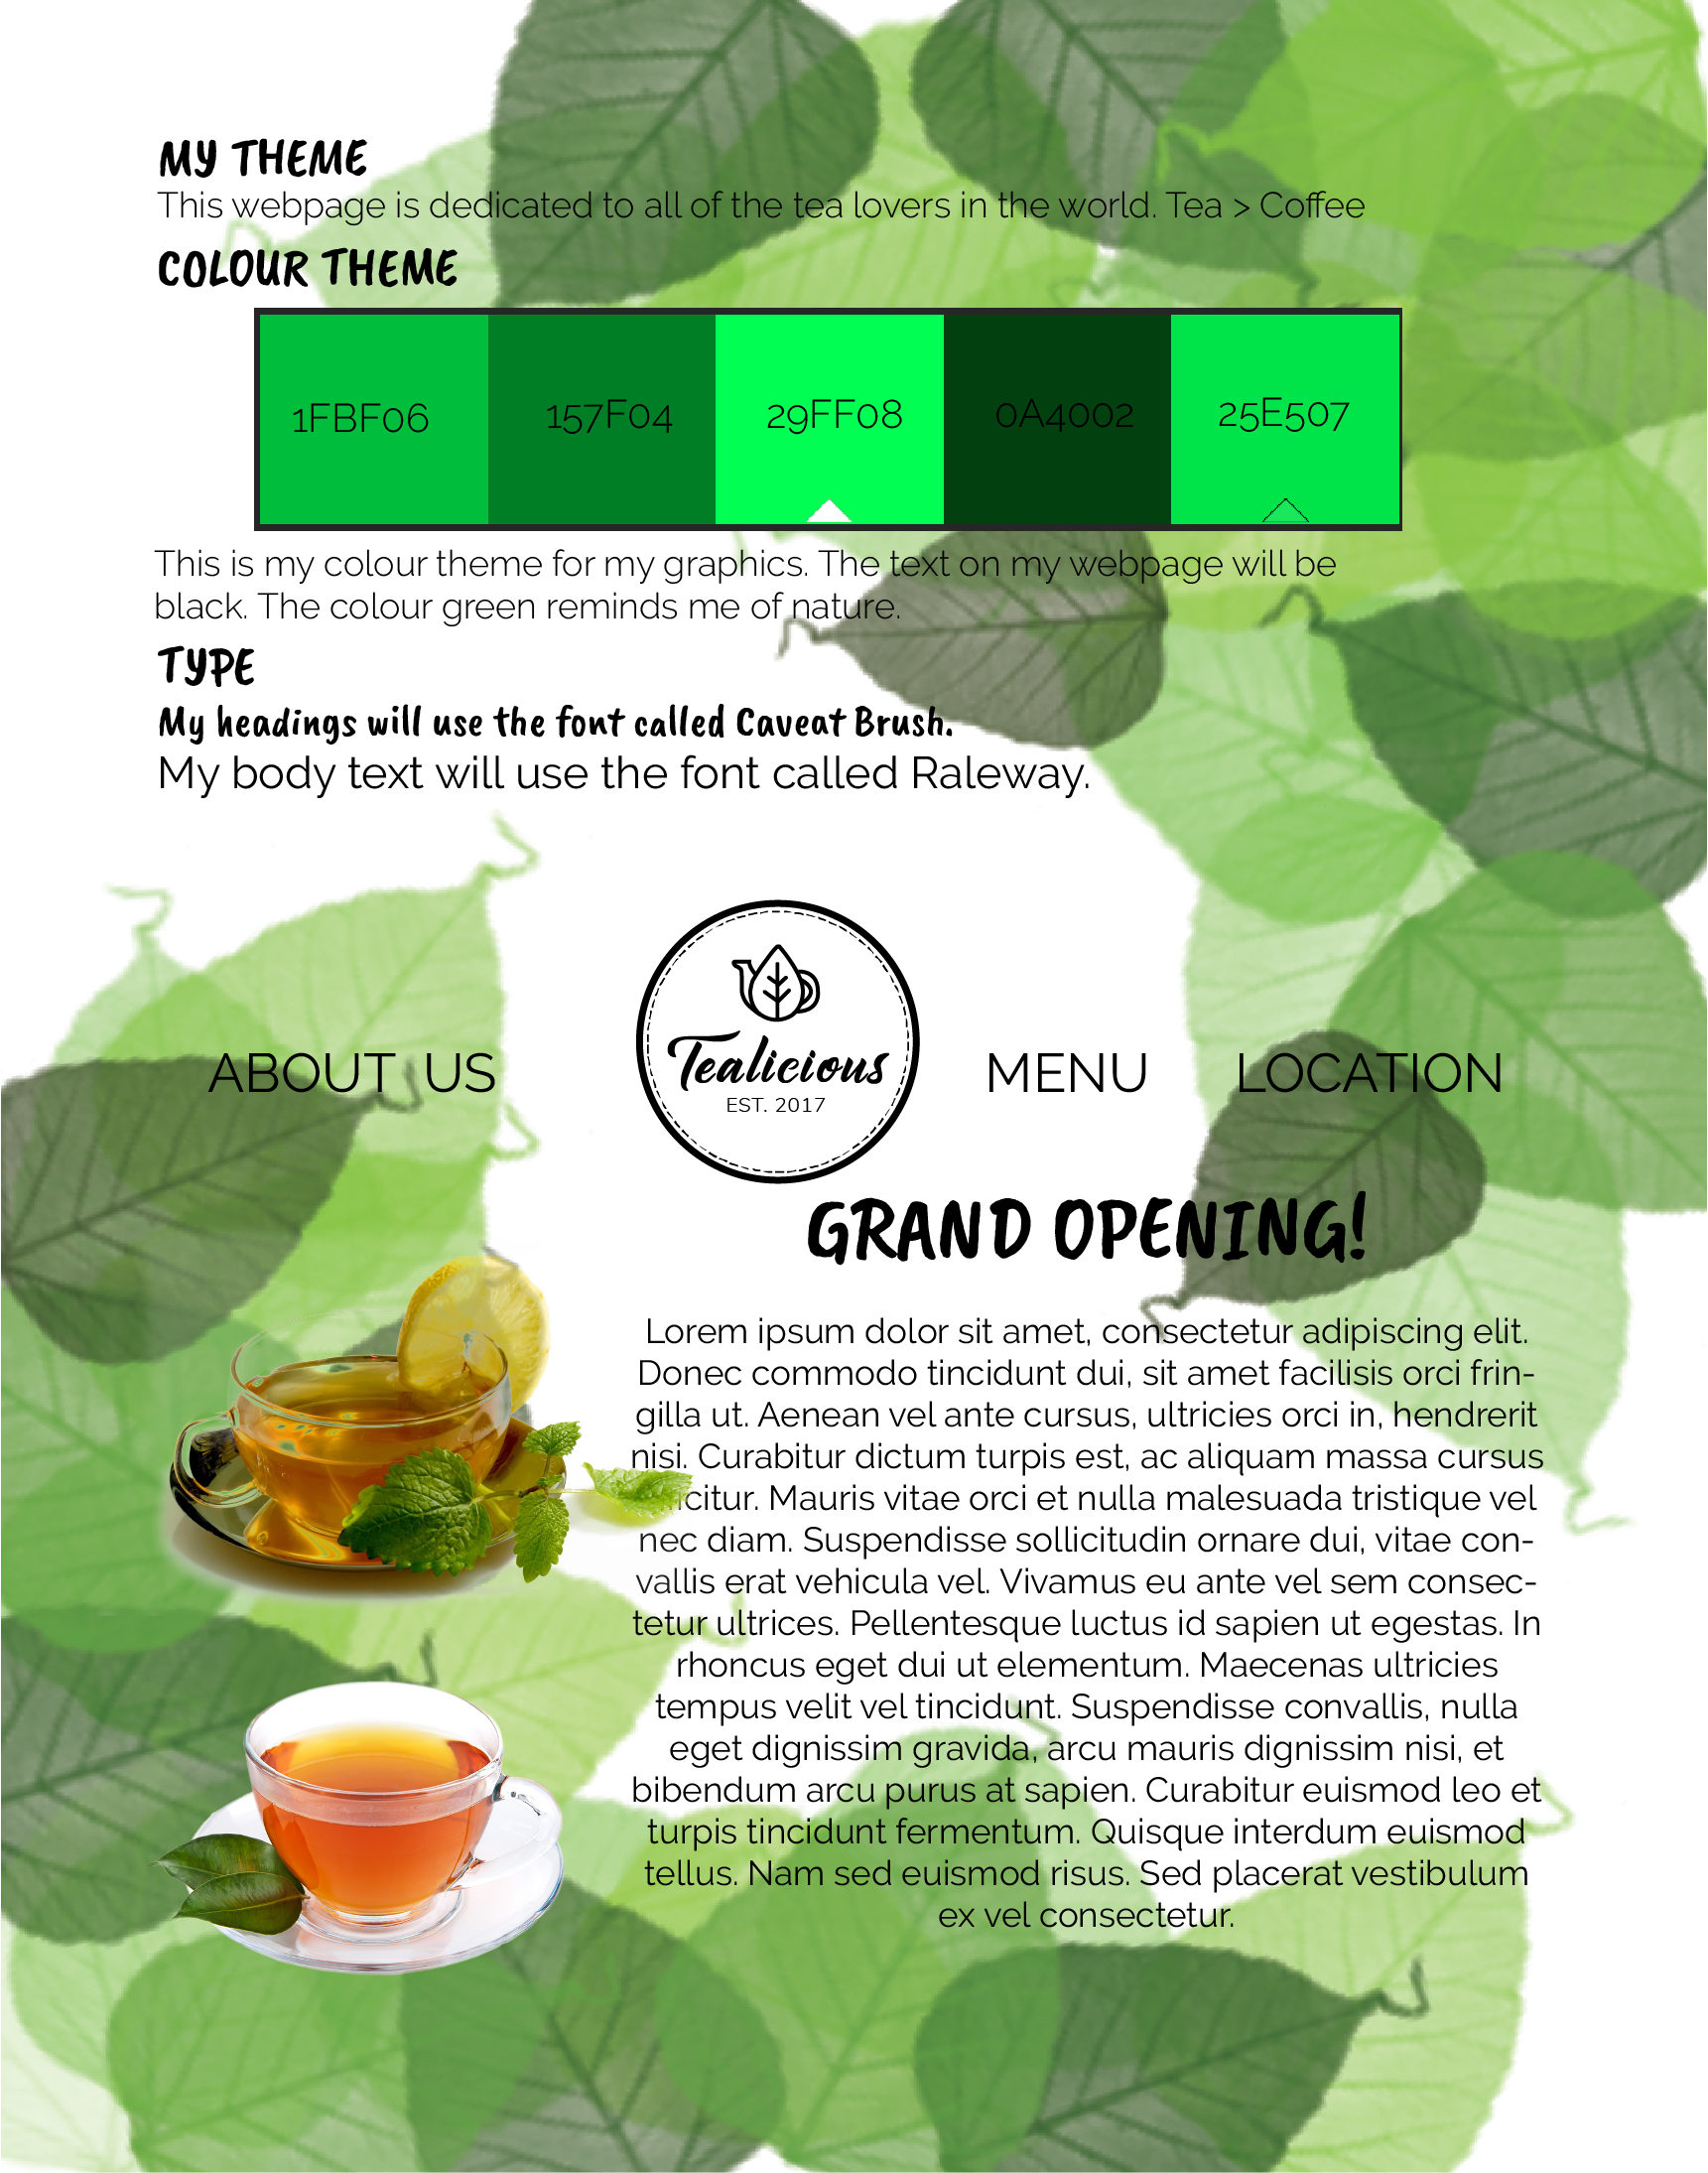 MY THEME
This webpage is dedicated to all of the tea lovers in the world. Tea > Coffee
COLOUR THEME
1FBF06 157F04 29FF08 0A4002 25E507
This is my colour theme for my graphics. The text on my webpage will be
black. The colour green reminds me of nature.
TYPE
My headings will use the font called Caveat Brush.
My body text will use the font called Raleway.
Tealicious
EST. 2017
ABOUT US MENU LOCATION
GRAND OPENING!
Lorem ipsum dolor sit amet, consectetur adipiscing elit.
Donec commodo tincidunt dui, sit amet facilisis orci frin-
gilla ut. Aenean vel ante cursus, ultricies orci in, hendrerit
nisi. Curabitur dictum turpis est, ac aliquam massa cursus
Mauris vitae orci et nulla malesuada tristique vel
nec diam. Suspendisse sollicitudin ornare dui, vitae con-
vallis erat vehicula vel. Vivamus eu ante vel sem consec-
tetur ultrices. Pellentesque luctus id sapien ut egestas. In
rhoncus eget dui ut elementum. Maecenas ultricies
tempus velit vel tincidunt. Suspendisse convallis, nulla
eget dignissim gravida, arcu mauris dignissim nisi, et
bibendum arcu purus at sapien. Curabitur euismod leo et
turpis tincidunt fermentum. Quisque interdum euismod
tellus. Nam sed euismod risus. Sed placerat vestibulum
ex vel consectetur.